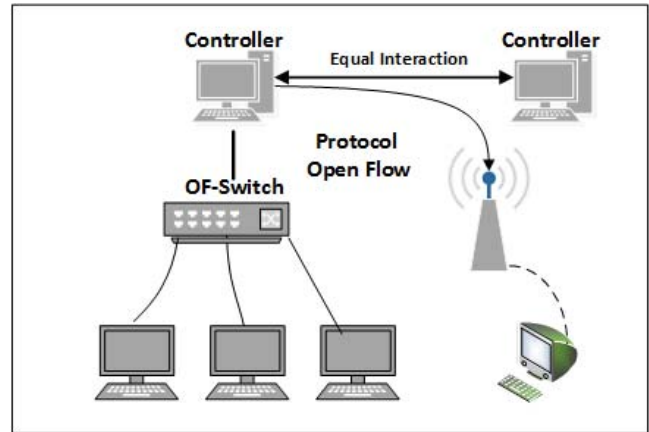 Controller
Controller
Equal Interaction
Protocol
Open Flow
OF-Switch